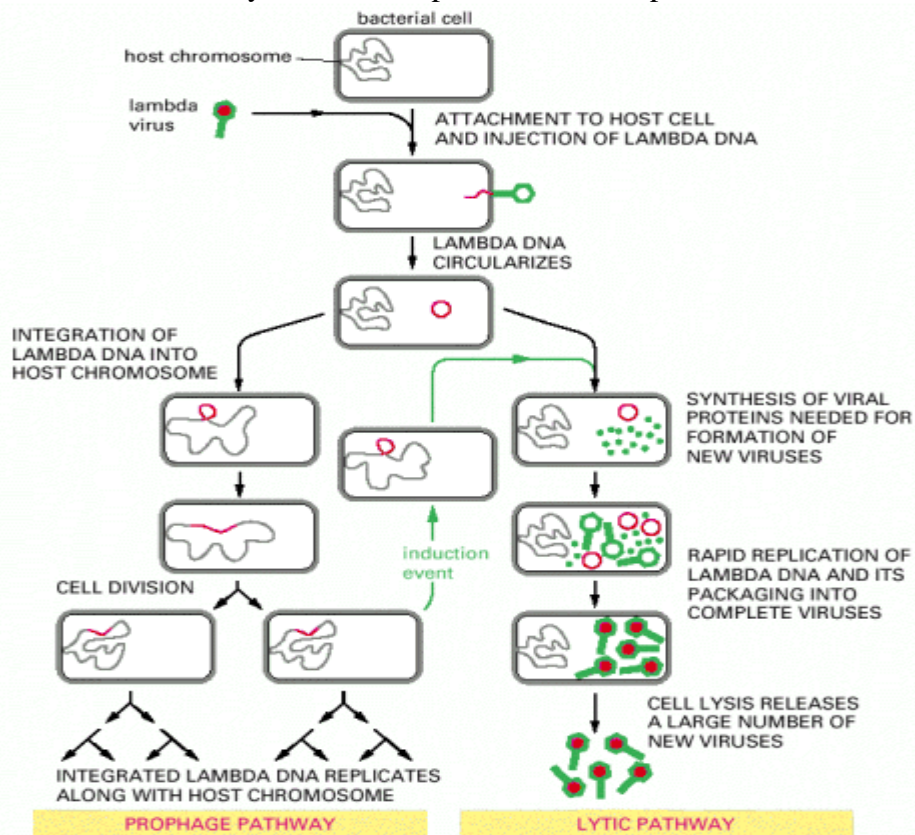 bacterial cell
host chromosome
lambda
virus
ATTACHMENT TO HOST CELL
AND INJECTION OF LAMBDA DNA
LAMBDA DNA
CIRCULARIZES
INTEGRATION OF
LAMBDA DNA INTO
HOST CHROMOSOME
SYNTHESIS OF VIRAL
PROTEINS NEEDED FOR
FORMATION OF
NEW VIRUSES
induction
event
RAPID REPLICATION OF
LAMBDA DNA AND ITS
PACKAGING INTO
COMPLETE VIRUSES
CELL DIVISION
CELL LYSIS RELEASES
A LARGE NUMBER OF
NEW VIRUSES
INTEGRATED LAMBDA DNA REPLICATES
ALONG WITH HOST CHROMOSOME
PROPHAGE PATHWAY
LYTIC PATHWAY